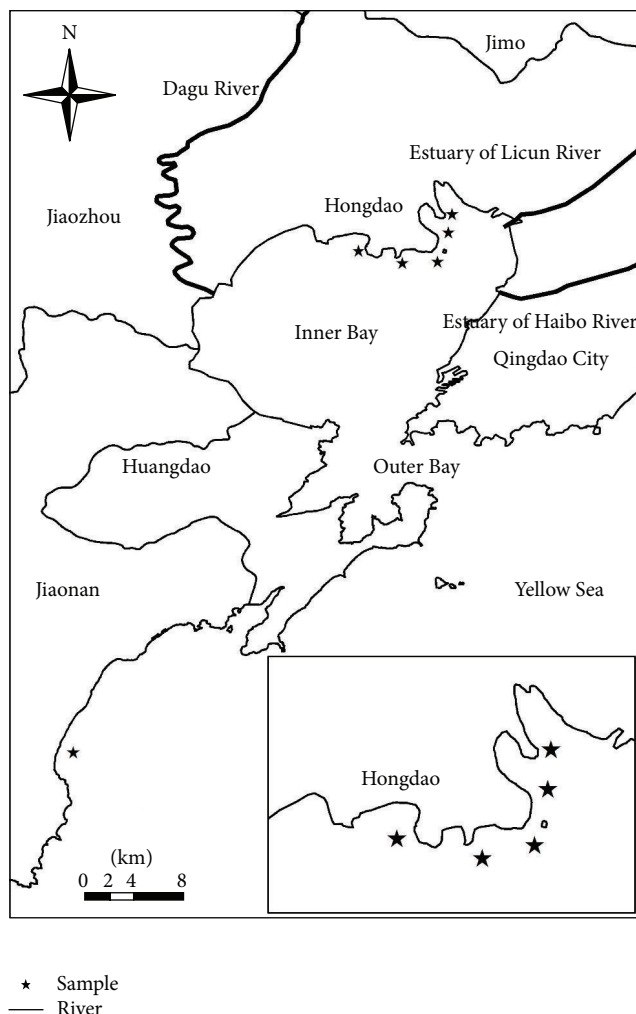 N
Jimo
Dagu River
Estuary of Licun River
Hongdao
Jiaozhou
Inner Bay
Estuary of Haibo River
Qingdao City
Huangdao
Outer Bay
Jiaonan
Yellow Sea
Hongdao
(km)
0 2 4 8
Sample
River